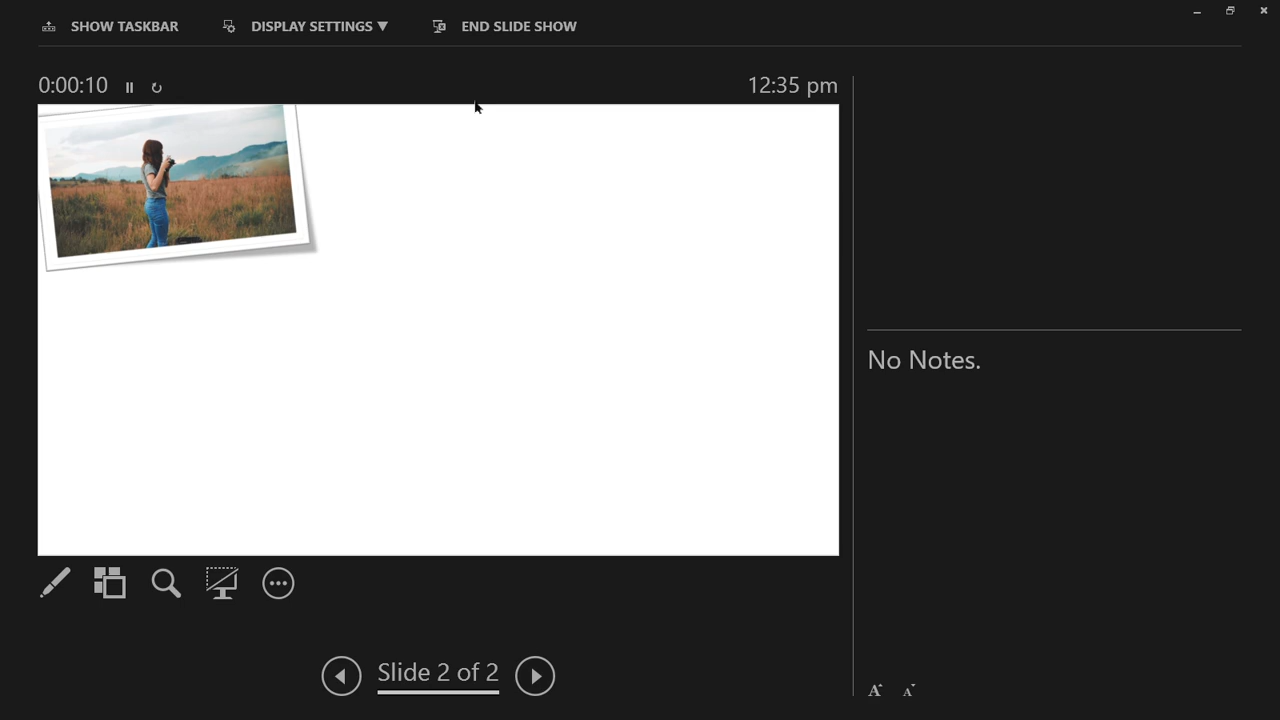 SHOW TASKBAR
DISPLAY SETTINGS ▼
END SLIDE SHOW
0:00:10
12:35 pm
No Notes.
Slide 2 of 2
A A